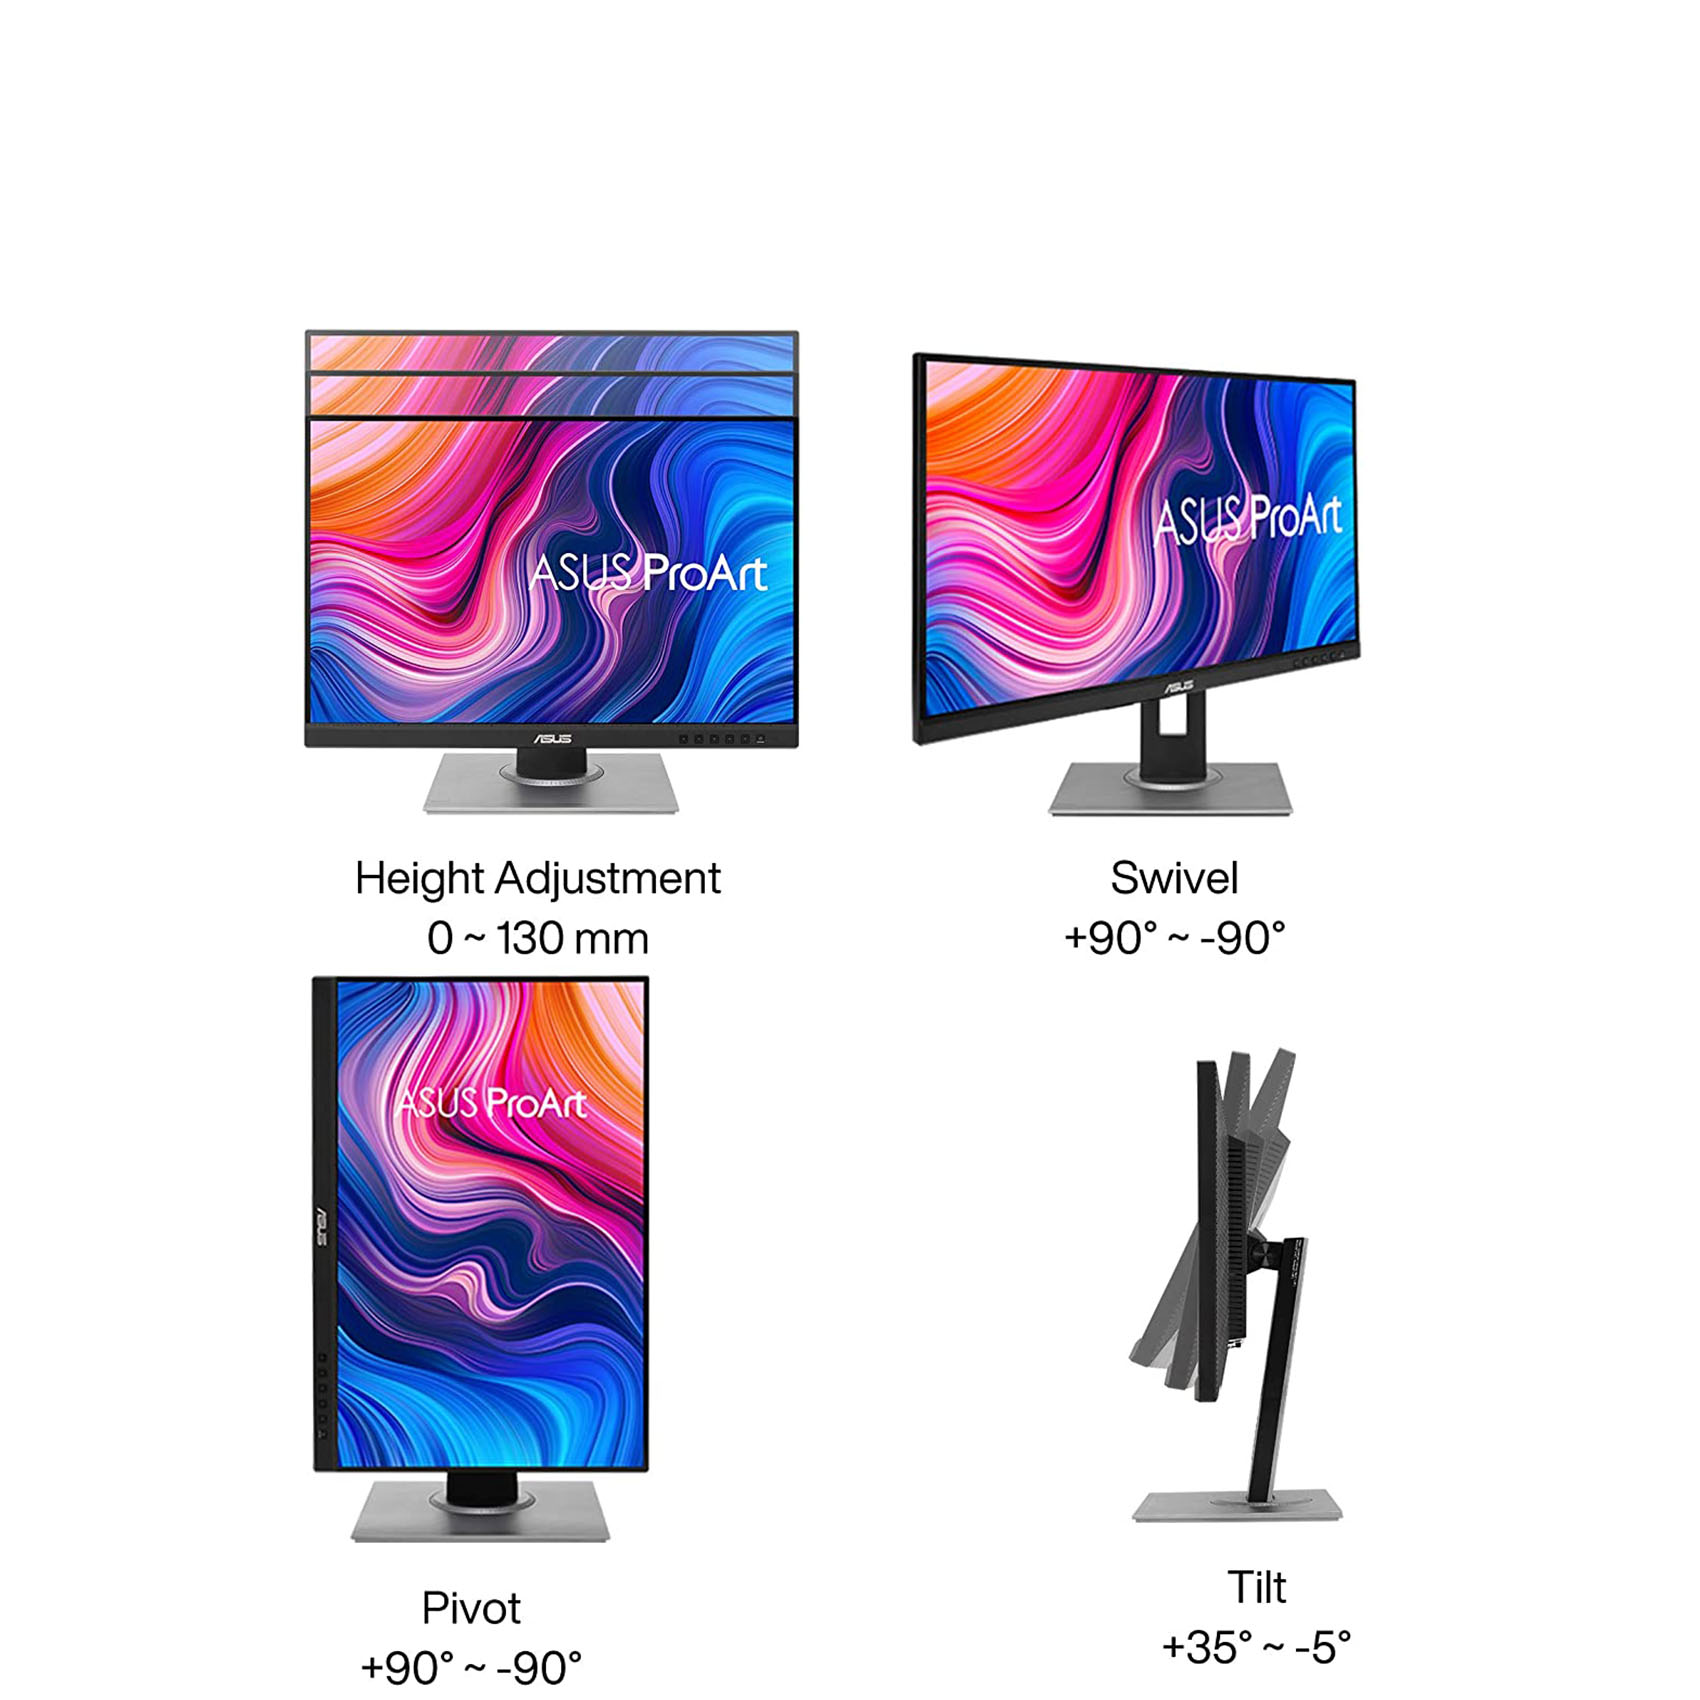 ASUS ProArt
ASUS
Height Adjustment
0 ~ 130 mm
ASUS ProArt
ASUS
Swivel
+90° ~ -90°
ASUS ProArt
ASUS
Pivot
+90° ~ -90°
Tilt
+35° ~ -5°